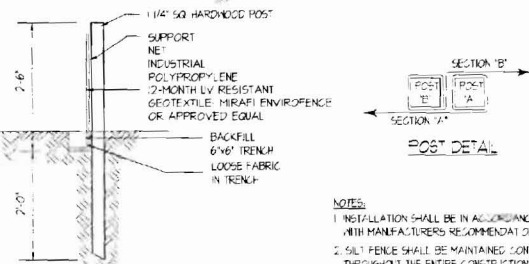 1 1/4" SQ HARDWOOD POST
SUPPORT
NET
INDUSTRIAL
POLYPROPYLENE
12-MONTH UV RESISTANT
GEOTEXTILE: MIRAFI ENVIROFENCE
OR APPROVED EQUAL
BACKFILL
6"x6" TRENCH
LOOSE FABRIC
IN TRENCH
2'-6"
2'-0"
SECTION "B"
POST
"B"
POST
"A"
SECTION "A"
POST DETAIL
NOTES:
1 INSTALLATION SHALL BE IN
WITH MANUFACTURERS
2. SILT FENCE SHALL BE MAINTAINED
THROUGHOUT THE ENTIRE CONSTRUCTION